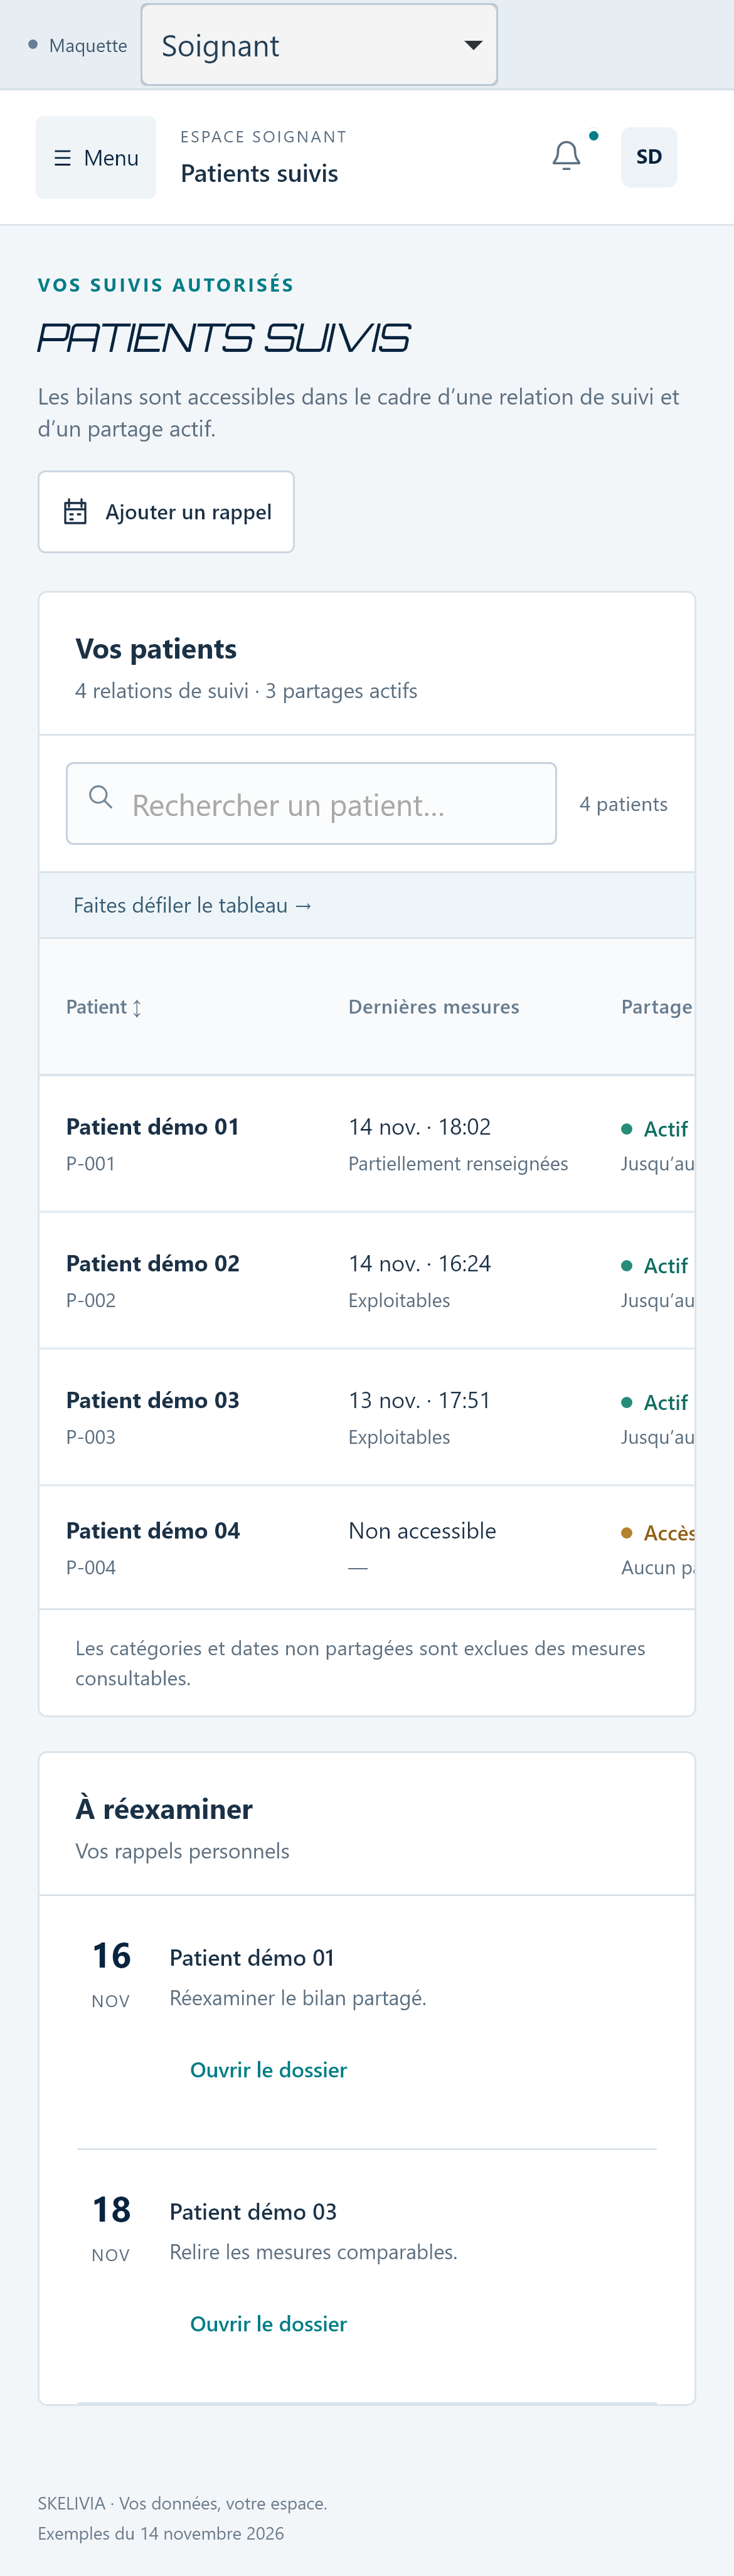 Maquette Soignant
☰ Menu
ESPACE SOIGNANT
Patients suivis
SD
VOS SUIVIS AUTORISÉS
PATIENTS SUIVIS
Les bilans sont accessibles dans le cadre d’une relation de suivi et
d’un partage actif.
Ajouter un rappel
Vos patients
4 relations de suivi · 3 partages actifs
Rechercher un patient…
4 patients
Faites défiler le tableau →
Patient ↕ Dernières mesures Partage
Patient démo 01 14 nov. · 18:02 Actif
P-001 Partiellement renseignées Jusqu’au
Patient démo 02 14 nov. · 16:24 Actif
P-002 Exploitables Jusqu’au
Patient démo 03 13 nov. · 17:51 Actif
P-003 Exploitables Jusqu’au
Patient démo 04 Non accessible Accès
P-004 — Aucun
Les catégories et dates non partagées sont exclues des mesures
consultables.
À réexaminer
Vos rappels personnels
16 Patient démo 01
NOV Réexaminer le bilan partagé.
Ouvrir le dossier
18 Patient démo 03
NOV Relire les mesures comparables.
Ouvrir le dossier
SKELIVIA · Vos données, votre espace.
Exemples du 14 novembre 2026